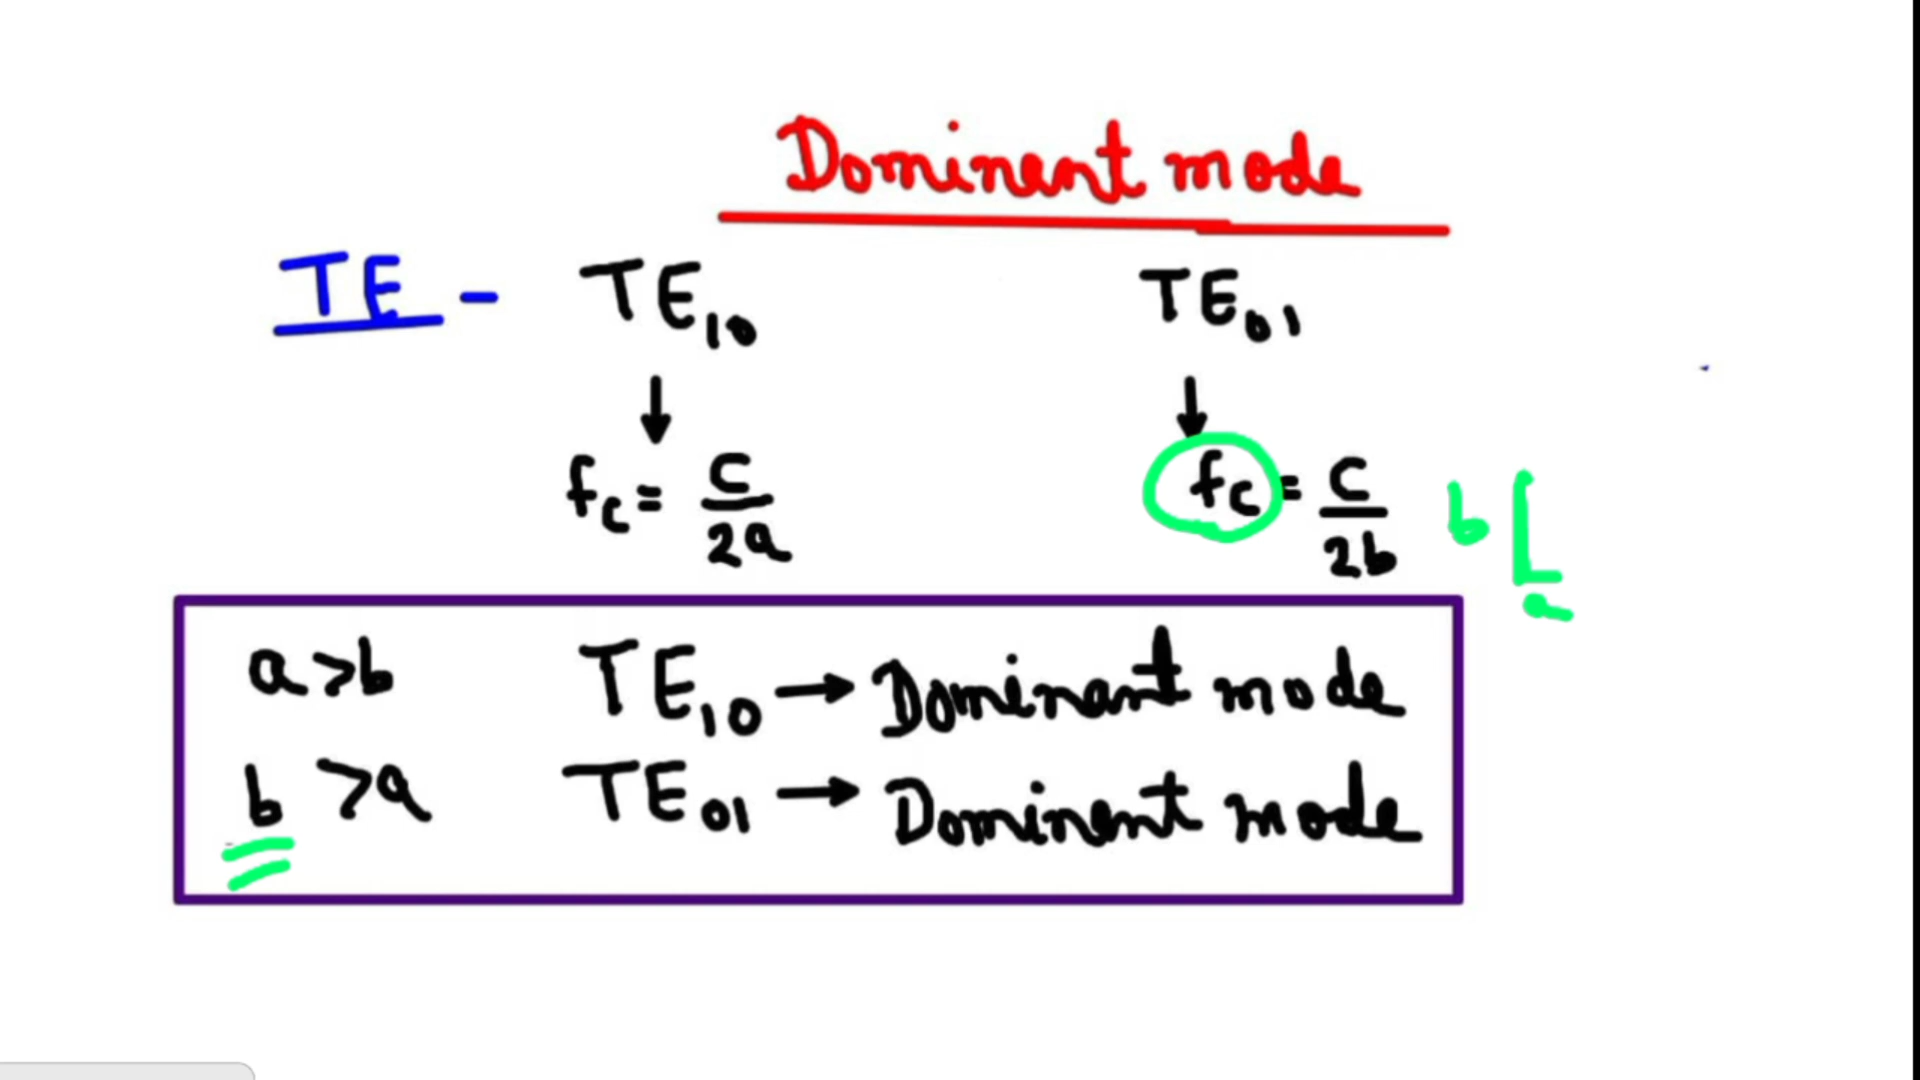 Dominant mode
TE - TE₁₀ TE₀₁
↓ ↓
fc = c/2a fc = c/2b b
a
a>b TE₁₀ → Dominant mode
b >a TE₀₁ → Dominant mode